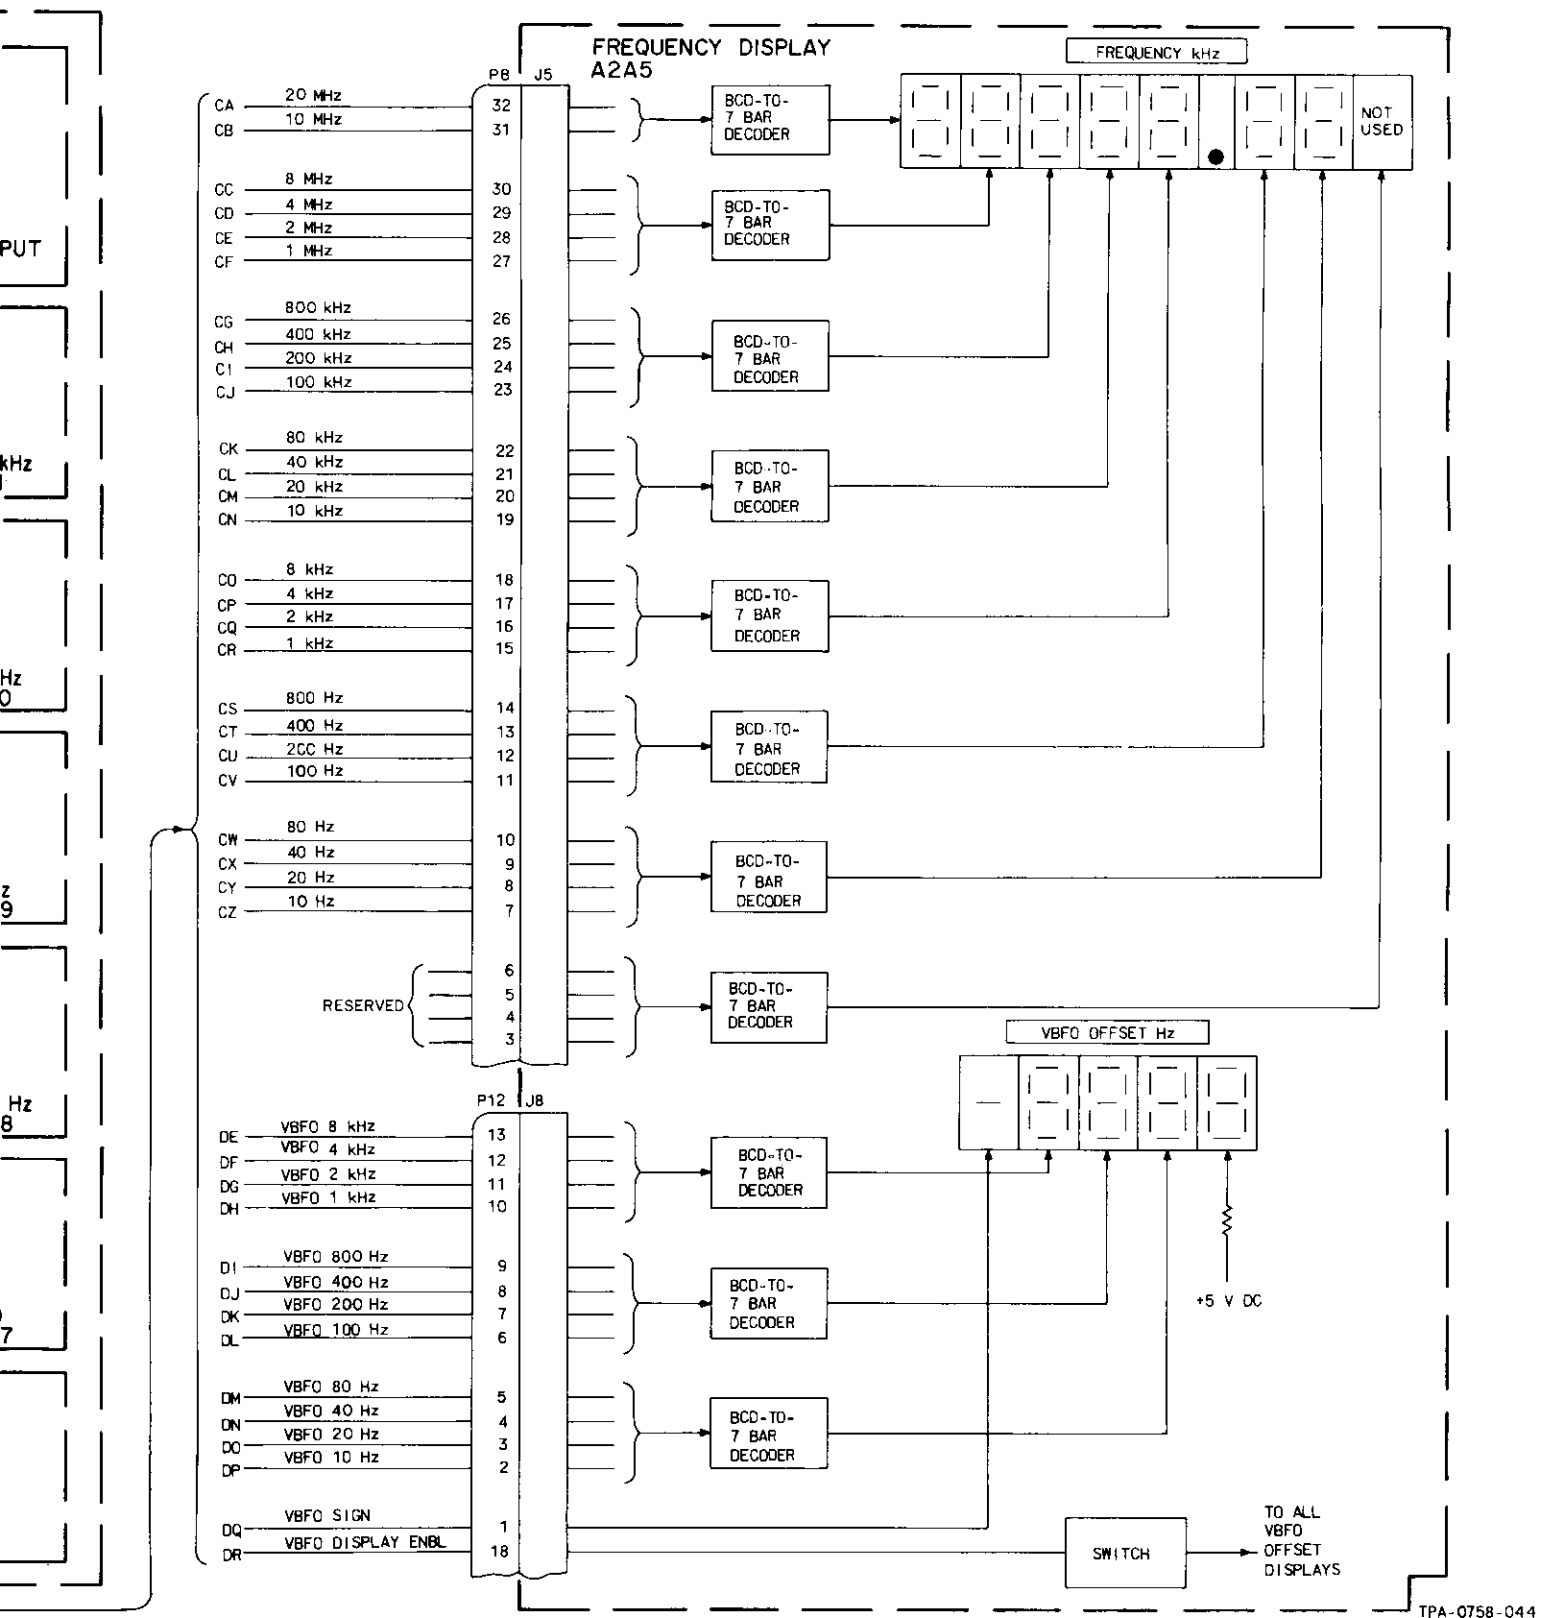 FREQUENCY DISPLAY
A2A5
FREQUENCY kHz
P8 J5
NOT
USED
CA 20 MHz 32
CB 10 MHz 31
BCD-TO-
7 BAR
DECODER
CC 8 MHz 30
CD 4 MHz 29
CE 2 MHz 28
CF 1 MHz 27
BCD-TO-
7 BAR
DECODER
CG 800 kHz 26
CH 400 kHz 25
CI 200 kHz 24
CJ 100 kHz 23
BCD-TO-
7 BAR
DECODER
CK 80 kHz 22
CL 40 kHz 21
CM 20 kHz 20
CN 10 kHz 19
BCD-TO-
7 BAR
DECODER
CO 8 kHz 18
CP 4 kHz 17
CQ 2 kHz 16
CR 1 kHz 15
BCD-TO-
7 BAR
DECODER
CS 800 Hz 14
CT 400 Hz 13
CU 200 Hz 12
CV 100 Hz 11
BCD-TO-
7 BAR
DECODER
CW 80 Hz 10
CX 40 Hz 9
CY 20 Hz 8
CZ 10 Hz 7
BCD-TO-
7 BAR
DECODER
RESERVED
6
5
4
3
BCD-TO-
7 BAR
DECODER
VBFO OFFSET Hz
P12 J8
DE VBFO 8 kHz 13
DF VBFO 4 kHz 12
DG VBFO 2 kHz 11
DH VBFO 1 kHz 10
BCD-TO-
7 BAR
DECODER
DI VBFO 800 Hz 9
DJ VBFO 400 Hz 8
DK VBFO 200 Hz 7
DL VBFO 100 Hz 6
BCD-TO-
7 BAR
DECODER
+5 V DC
DM VBFO 80 Hz 5
DN VBFO 40 Hz 4
DO VBFO 20 Hz 3
DP VBFO 10 Hz 2
BCD-TO-
7 BAR
DECODER
DQ VBFO SIGN 1
DR VBFO DISPLAY ENBL 18
SWITCH
TO ALL
VBFO
OFFSET
DISPLAYS
TPA-0758-044
PUT
kHz
Hz
0
z
9
Hz
8
7